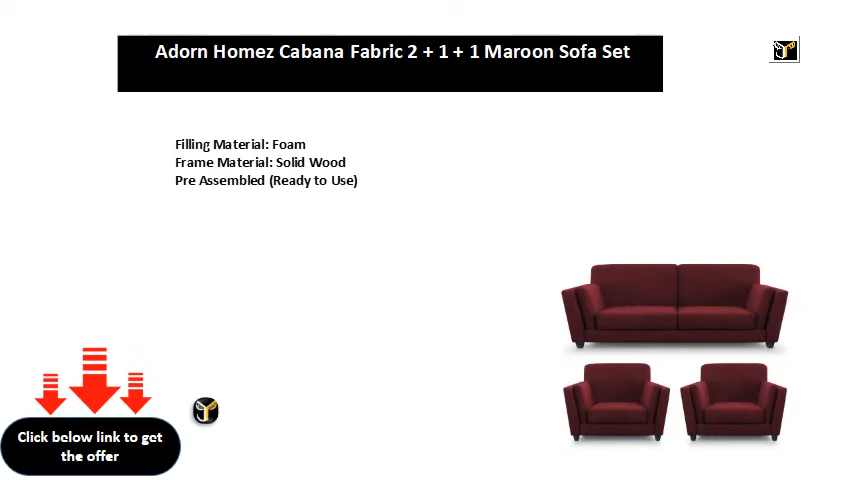 Adorn Homez Cabana Fabric 2 + 1 + 1 Maroon Sofa Set
Filling Material: Foam
Frame Material: Solid Wood
Pre Assembled (Ready to Use)
Click below link to get
the offer